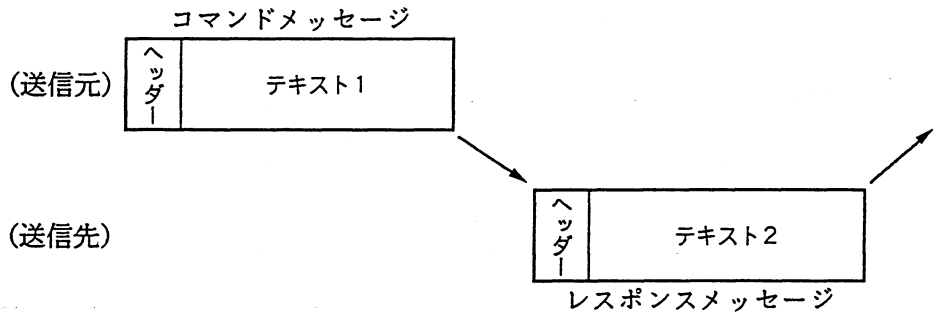 コマンドメッセージ
(送信元)
ヘッダー
テキスト1
(送信先)
ヘッダー
テキスト2
レスポンスメッセージ